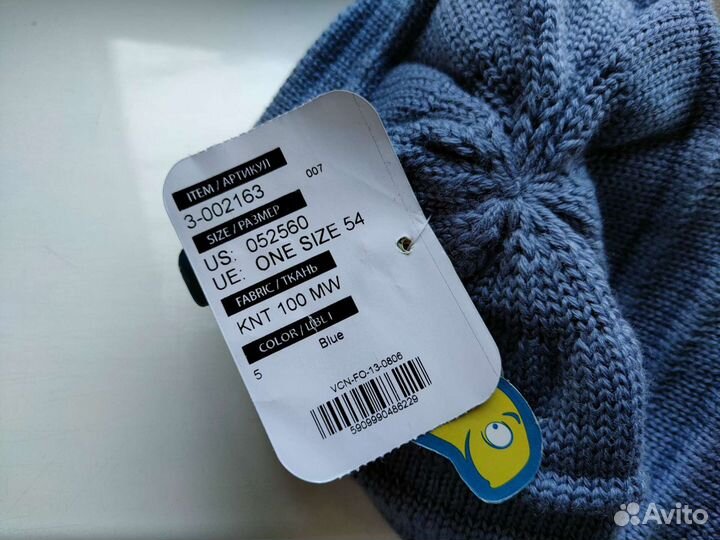 ITEM / АРТИКУЛ
3-002163 007
SIZE / РАЗМЕР
US: 052560
UE: ONE SIZE 54
FABRIC / ТКАНЬ
KNT 100 MW
COLOR /
5 Blue
VCN-FO-13-0806
5909990486229
Avito